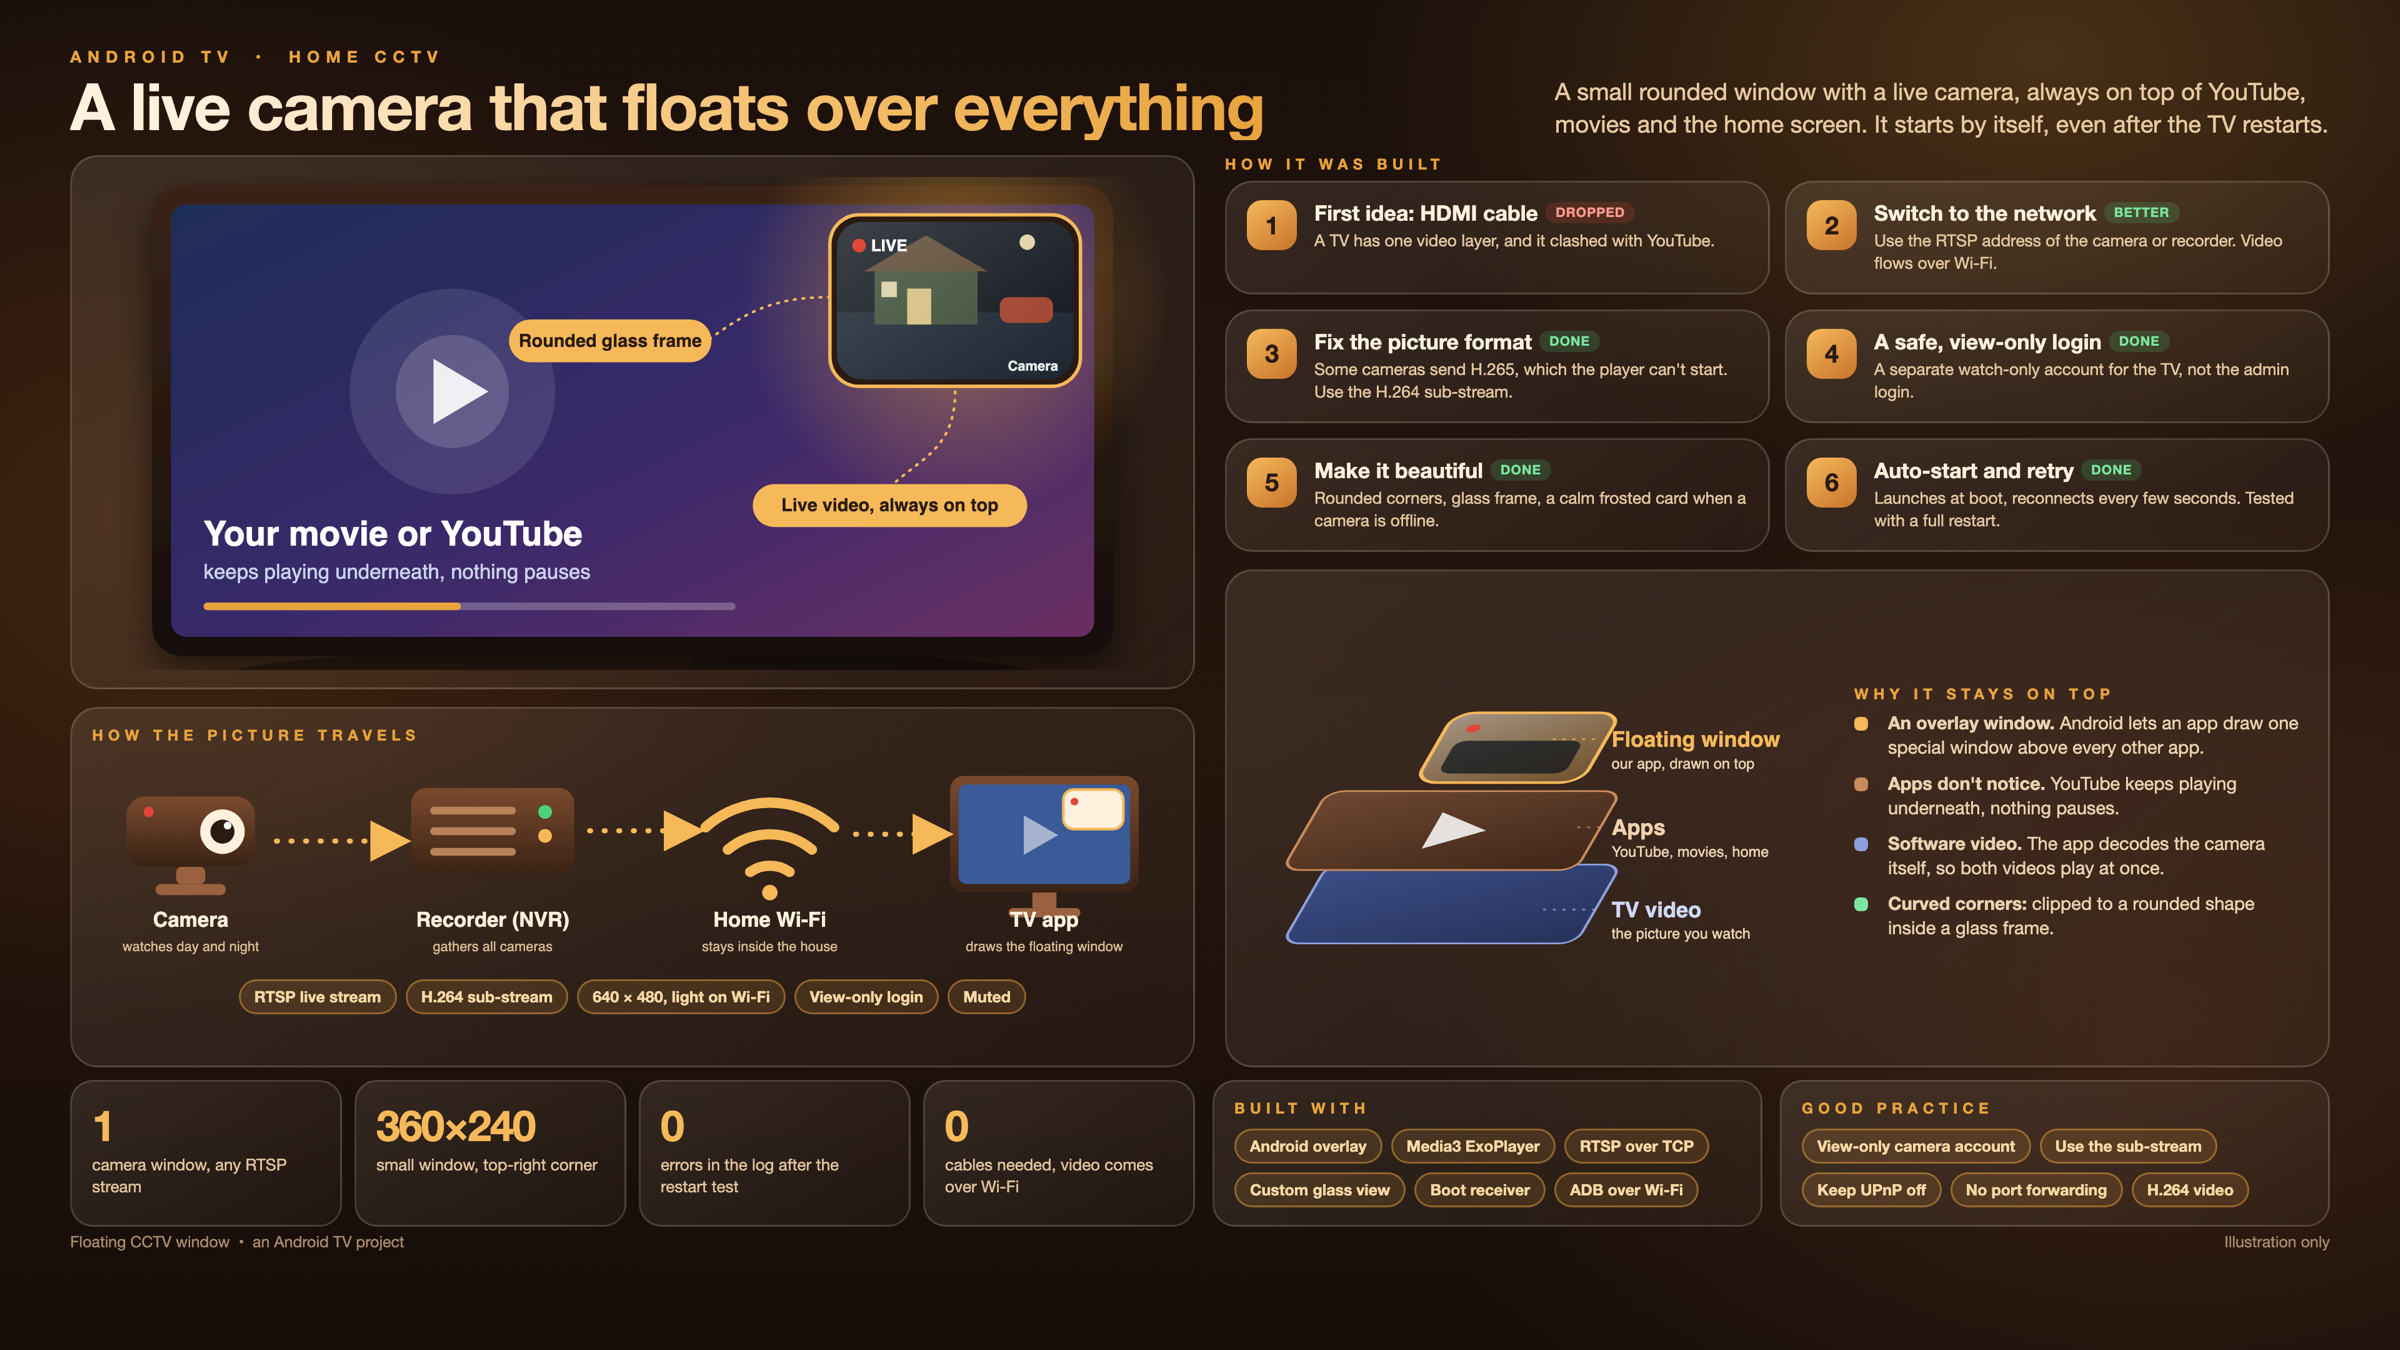 ANDROID TV • HOME CCTV
A live camera that floats over everything
A small rounded window with a live camera, always on top of YouTube,
movies and the home screen. It starts by itself, even after the TV restarts.
LIVE
Camera
Rounded glass frame
Live video, always on top
Your movie or YouTube
keeps playing underneath, nothing pauses
HOW THE PICTURE TRAVELS
Camera
watches day and night
Recorder (NVR)
gathers all cameras
Home Wi-Fi
stays inside the house
TV app
draws the floating window
RTSP live stream
H.264 sub-stream
640 × 480, light on Wi-Fi
View-only login
Muted
HOW IT WAS BUILT
1
First idea: HDMI cable DROPPED
A TV has one video layer, and it clashed with YouTube.
2
Switch to the network BETTER
Use the RTSP address of the camera or recorder. Video
flows over Wi-Fi.
3
Fix the picture format DONE
Some cameras send H.265, which the player can't start.
Use the H.264 sub-stream.
4
A safe, view-only login DONE
A separate watch-only account for the TV, not the admin
login.
5
Make it beautiful DONE
Rounded corners, glass frame, a calm frosted card when a
camera is offline.
6
Auto-start and retry DONE
Launches at boot, reconnects every few seconds. Tested
with a full restart.
Floating window
our app, drawn on top
Apps
YouTube, movies, home
TV video
the picture you watch
WHY IT STAYS ON TOP
An overlay window. Android lets an app draw one
special window above every other app.
Apps don't notice. YouTube keeps playing
underneath, nothing pauses.
Software video. The app decodes the camera
itself, so both videos play at once.
Curved corners: clipped to a rounded shape
inside a glass frame.
1
camera window, any RTSP
stream
360×240
small window, top-right corner
0
errors in the log after the
restart test
0
cables needed, video comes
over Wi-Fi
BUILT WITH
Android overlay
Media3 ExoPlayer
RTSP over TCP
Custom glass view
Boot receiver
ADB over Wi-Fi
GOOD PRACTICE
View-only camera account
Use the sub-stream
Keep UPnP off
No port forwarding
H.264 video
Floating CCTV window • an Android TV project
Illustration only